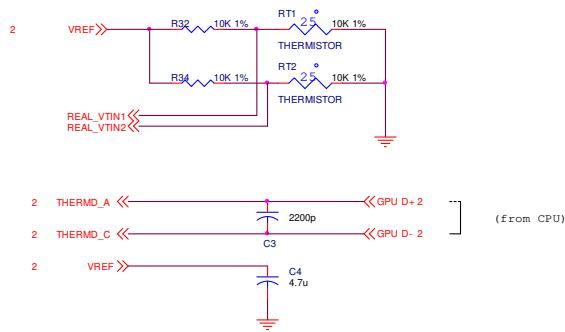 RT1
2 VREF R32 10K 1% 25° 10K 1%
THERMISTOR
RT2
R34 10K 1% 25° 10K 1%
THERMISTOR
REAL_VTIN1
REAL_VTIN2
2 THERMD_A GPU D+ 2
2200p (from CPU)
2 THERMD_C GPU D- 2
C3
2 VREF
C4
4.7u